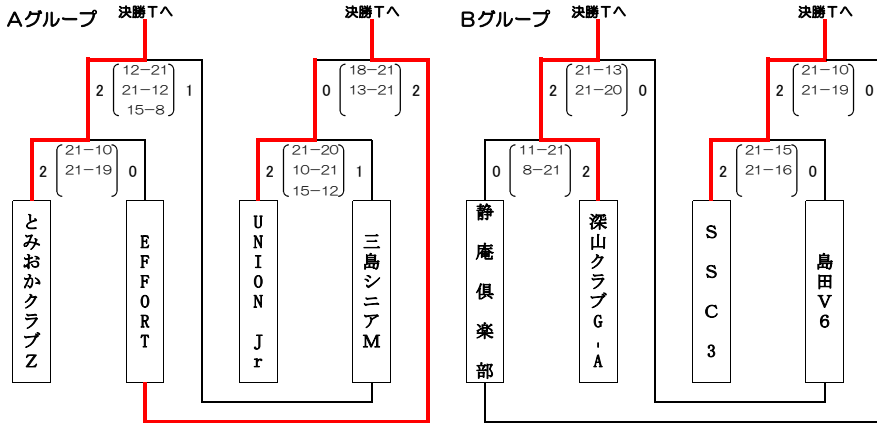 Aグループ 決勝Tへ 決勝Tへ Bグループ 決勝Tへ 決勝Tへ
2 12-21 1
21-12
15-8
0 18-21 2
13-21
2 21-13 0
21-20
2 21-10 0
21-19
2 21-10 0
21-19
2 21-20 1
10-21
15-12
0 11-21 2
8-21
2 21-15 0
21-16
とみおかクラブZ
EFFORT
UNION Jr
三島シニアM
静庵倶楽部
深山クラブG-A
SSC3
島田V6